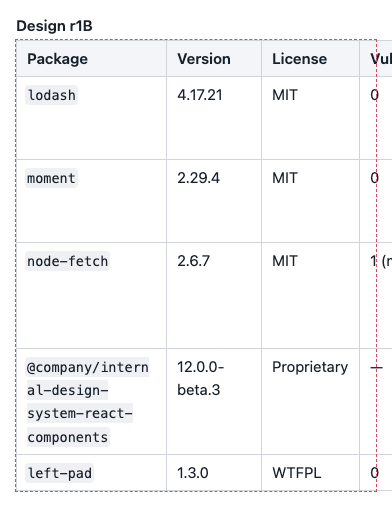 Design r1B
Package Version License Vul
lodash 4.17.21 MIT 0
moment 2.29.4 MIT 0
node-fetch 2.6.7 MIT 1 (
@company/intern 12.0.0- Proprietary —
al-design- beta.3
system-react-
components
left-pad 1.3.0 WTFPL 0